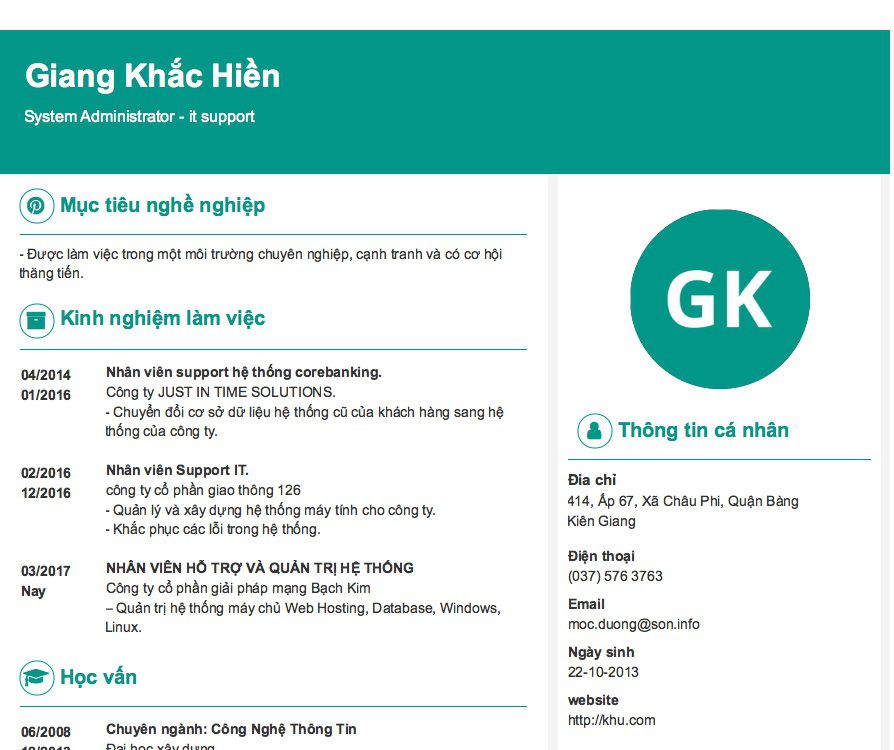 Giang Khắc Hiền
System Administrator - it support
Mục tiêu nghề nghiệp
- Được làm việc trong một môi trường chuyên nghiệp, cạnh tranh và có cơ hội
thăng tiến.
Kinh nghiệm làm việc
04/2014
01/2016
Nhân viên support hệ thống corebanking.
Công ty JUST IN TIME SOLUTIONS.
- Chuyển đổi cơ sở dữ liệu hệ thống cũ của khách hàng sang hệ
thống của công ty.
02/2016
12/2016
Nhân viên Support IT.
công ty cổ phần giao thông 126
- Quản lý và xây dựng hệ thống máy tính cho công ty.
- Khắc phục các lỗi trong hệ thống.
03/2017
Nay
NHÂN VIÊN HỖ TRỢ VÀ QUẢN TRỊ HỆ THỐNG
Công ty cổ phần giải pháp mạng Bạch Kim
– Quản trị hệ thống máy chủ Web Hosting, Database, Windows,
Linux.
Học vấn
06/2008
Chuyên ngành: Công Nghệ Thông Tin
Đại học xây dựng
GK
Thông tin cá nhân
Đia chỉ
414, Ấp 67, Xã Châu Phi, Quận Bàng
Kiên Giang
Điện thoại
(037) 576 3763
Email
moc.duong@son.info
Ngày sinh
22-10-2013
website
http://khu.com